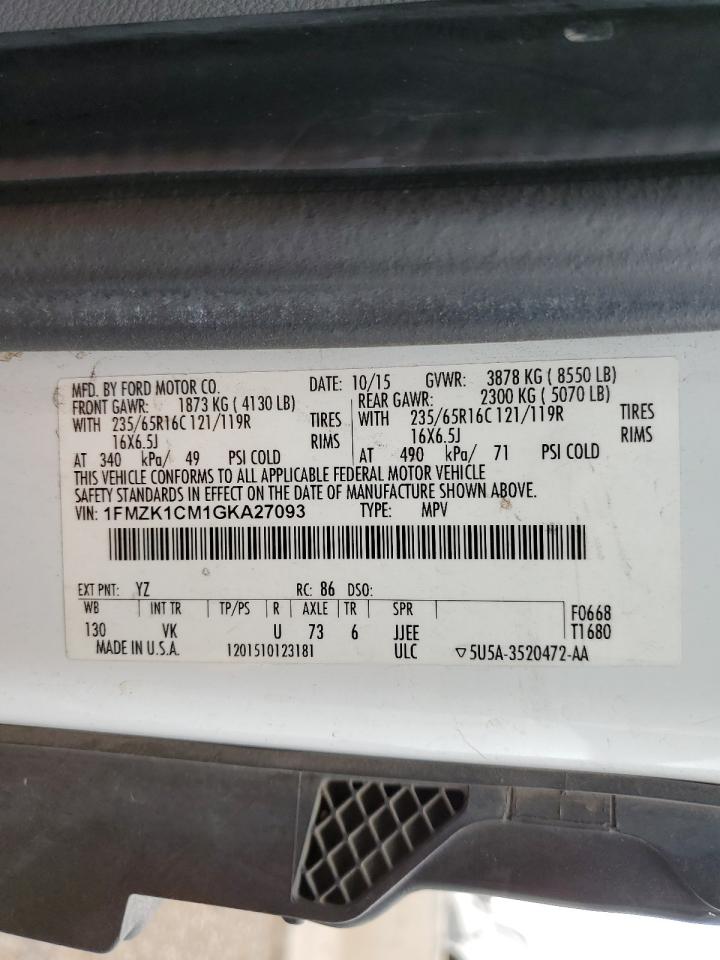 MFD. BY FORD MOTOR CO. DATE: 10/15 GVWR: 3878 KG ( 8550 LB)
FRONT GAWR: 1873 KG ( 4130 LB) REAR GAWR: 2300 KG ( 5070 LB)
WITH 235/65R16C 121/119R TIRES WITH 235/65R16C 121/119R TIRES
16X6.5J RIMS 16X6.5J RIMS
AT 340 kPa/ 49 PSI COLD AT 490 kPa/ 71 PSI COLD
THIS VEHICLE CONFORMS TO ALL APPLICABLE FEDERAL MOTOR VEHICLE
SAFETY STANDARDS IN EFFECT ON THE DATE OF MANUFACTURE SHOWN ABOVE.
VIN: 1FMZK1CM1GKA27093 TYPE: MPV
EXT PNT: YZ RC: 86 DSO:
WB INT TR TP/PS R AXLE TR SPR F0668
130 VK U 73 6 JJEE T1680
MADE IN U.S.A. 1201510123181 ULC ▽5U5A-3520472-AA